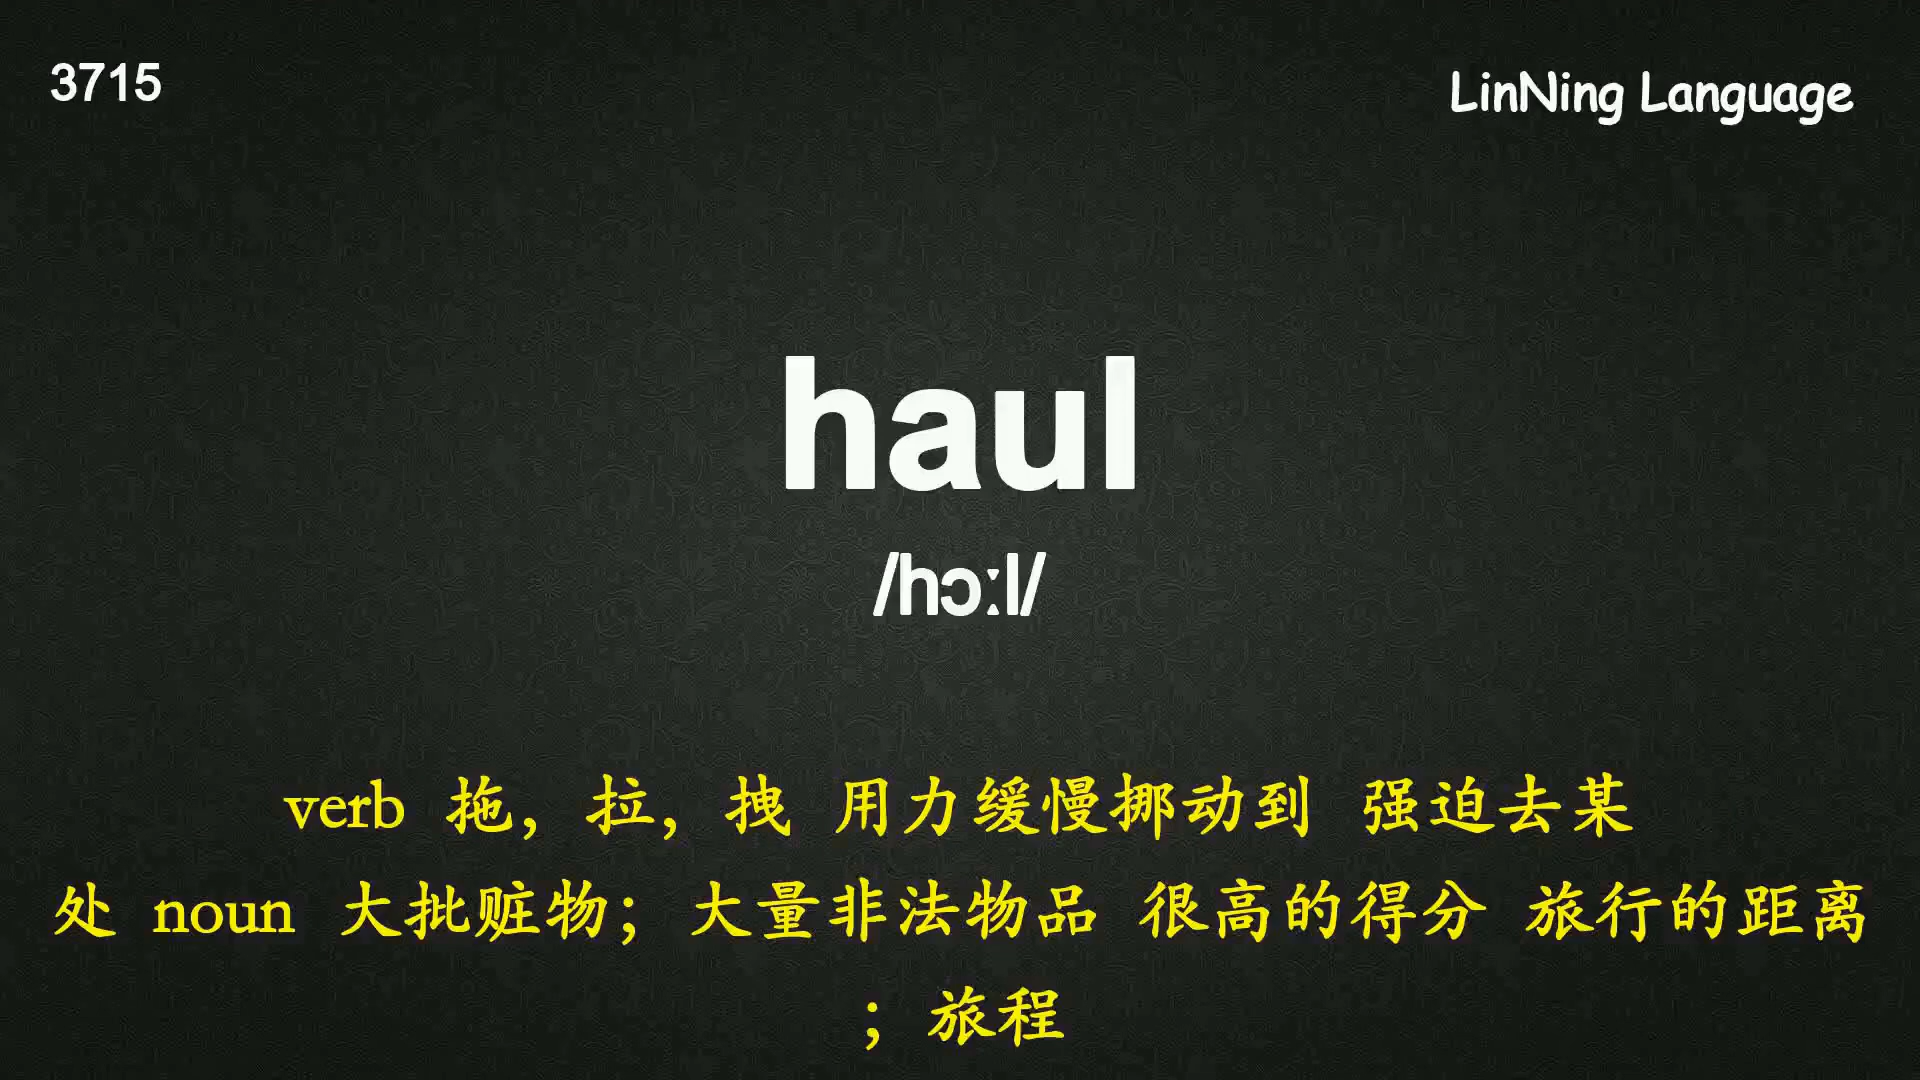 3715
LinNing Language
haul
/hɔːl/
verb 拖，拉，拽 用力缓慢挪动到 强迫去某
处 noun 大批赃物；大量非法物品 很高的得分 旅行的距离
；旅程